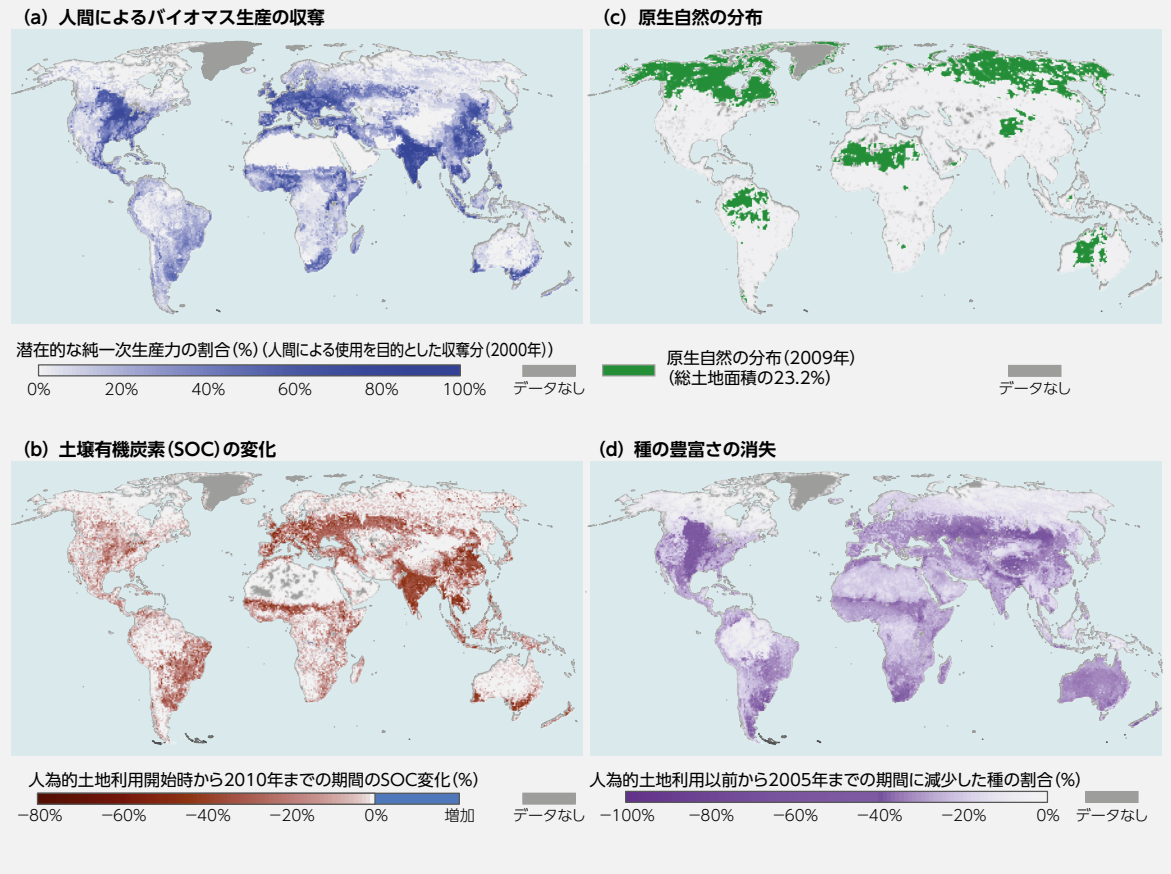 (a) 人間によるバイオマス生産の収奪
潜在的な純一次生産力の割合(%)(人間による使用を目的とした収奪分(2000年))
0% 20% 40% 60% 80% 100% データなし
(c) 原生自然の分布
原生自然の分布(2009年)
(総土地面積の23.2%)
データなし
(b) 土壌有機炭素(SOC)の変化
人為的土地利用開始時から2010年までの期間のSOC変化(%)
−80% −60% −40% −20% 0% 増加 データなし
(d) 種の豊富さの消失
人為的土地利用以前から2005年までの期間に減少した種の割合(%)
−100% −80% −60% −40% −20% 0% データなし